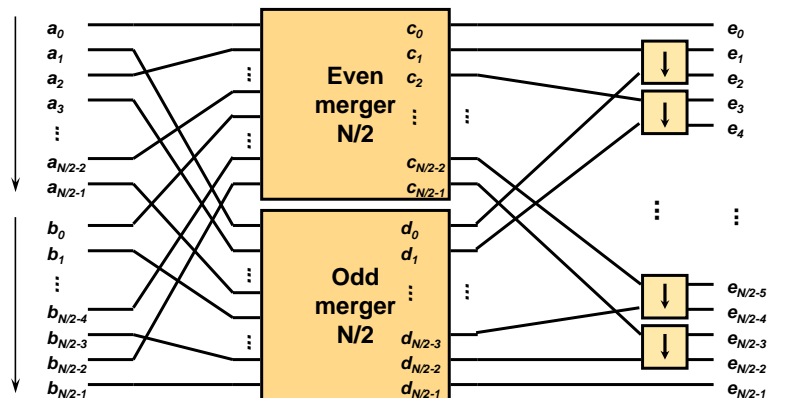 a0 c0 e0
a1 c1 e1
a2 Even c2 e2
a3 merger e3
... N/2 ... ... ... e4
aN/2-2 ... cN/2-2
aN/2-1 cN/2-1
b0 d0 ... ...
b1 Odd d1
... ... merger ... ... eN/2-5
bN/2-4 N/2 eN/2-4
bN/2-3 ... dN/2-3 eN/2-3
bN/2-2 dN/2-2 eN/2-2
bN/2-1 dN/2-1 eN/2-1